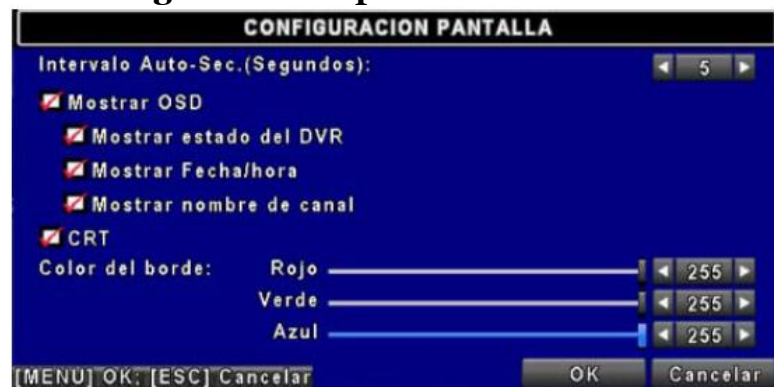 CONFIGURACION PANTALLA
Intervalo Auto-Sec.(Segundos): 5
Mostrar OSD
Mostrar estado del DVR
Mostrar Fecha/hora
Mostrar nombre de canal
CRT
Color del borde: Rojo 255
Verde 255
Azul 255
[MENU] OK; [ESC] Cancelar OK Cancelar